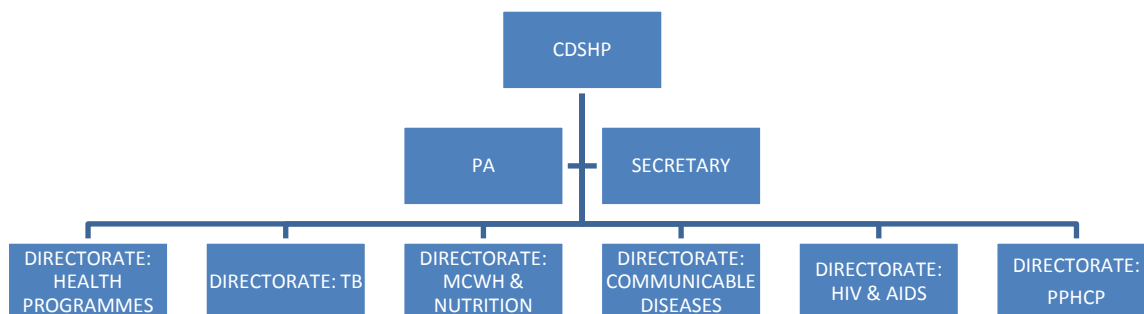 CDSHP
PA
SECRETARY
DIRECTORATE:
HEALTH
PROGRAMMES
DIRECTORATE: TB
DIRECTORATE:
MCWH &
NUTRITION
DIRECTORATE:
COMMUNICABLE
DISEASES
DIRECTORATE:
HIV & AIDS
DIRECTORATE:
PPHCP